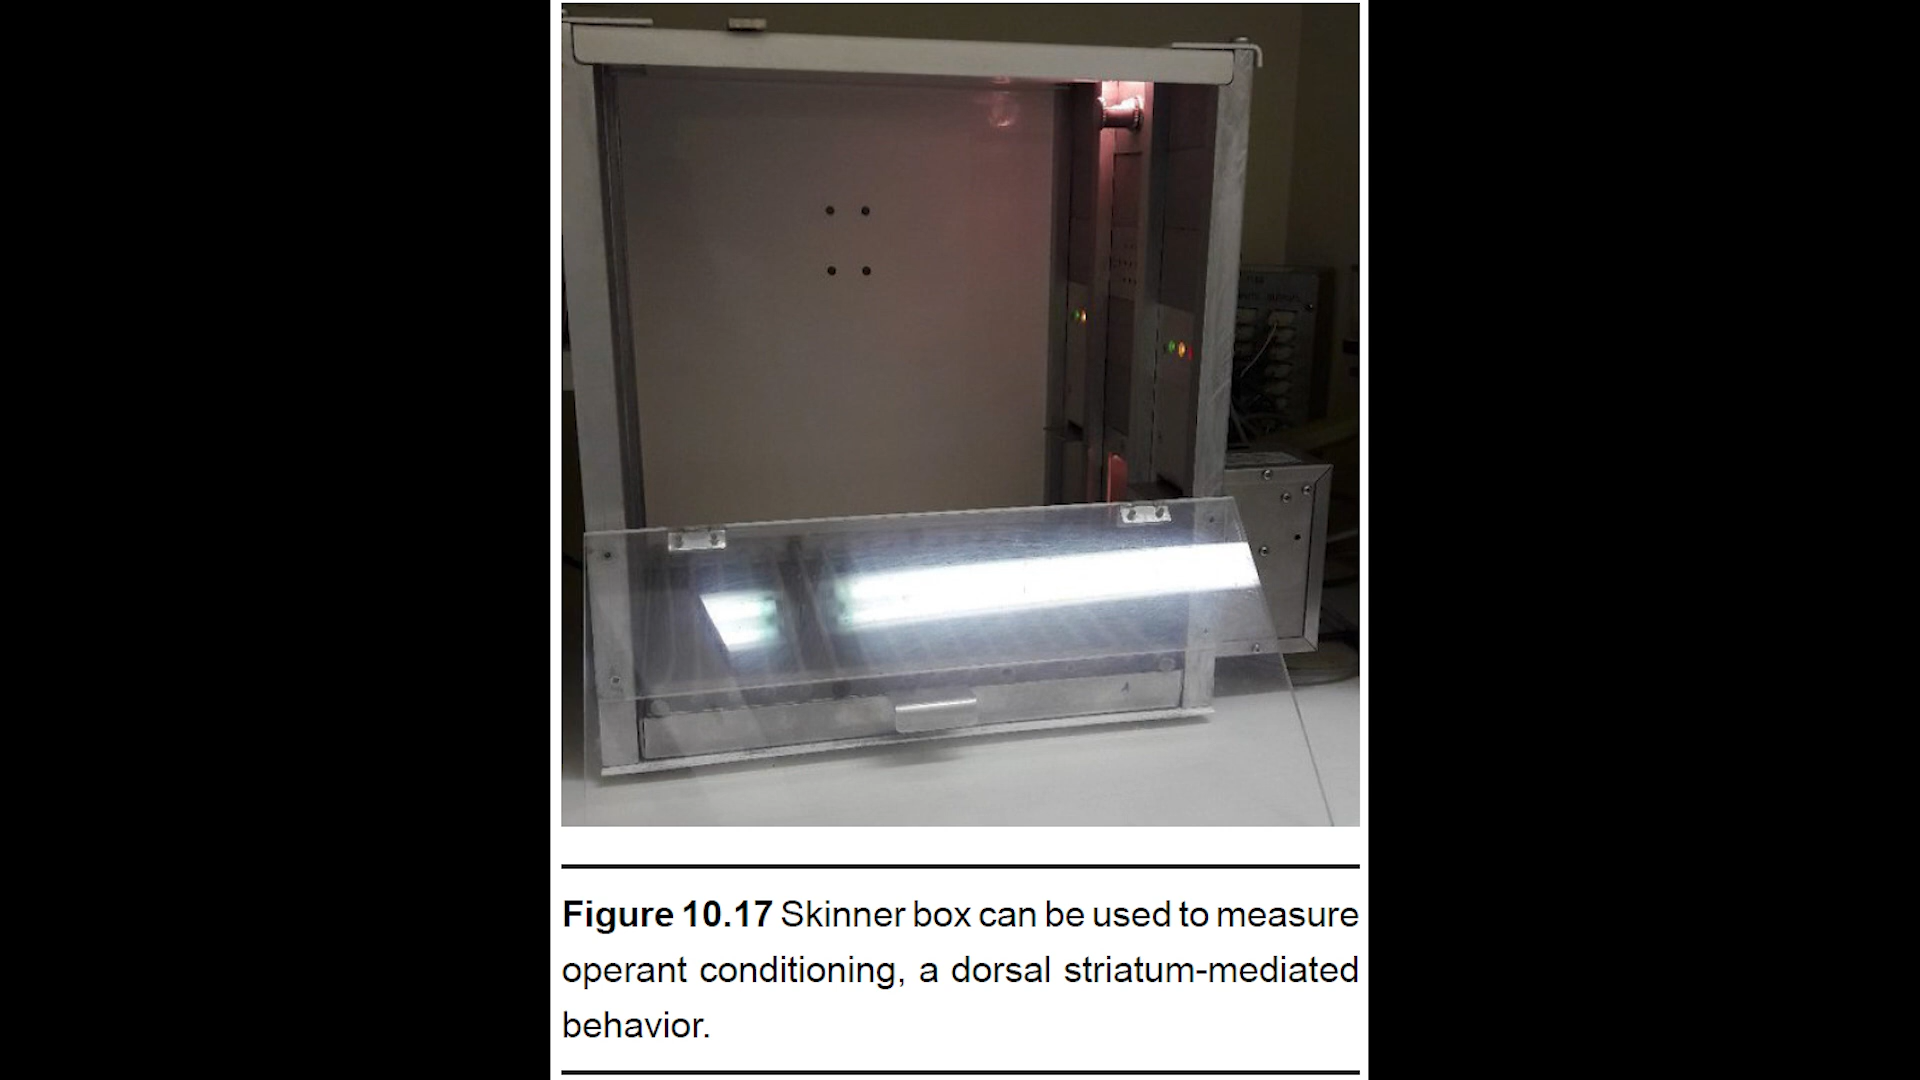 Figure 10.17 Skinner box can be used to measure
operant conditioning, a dorsal striatum-mediated
behavior.